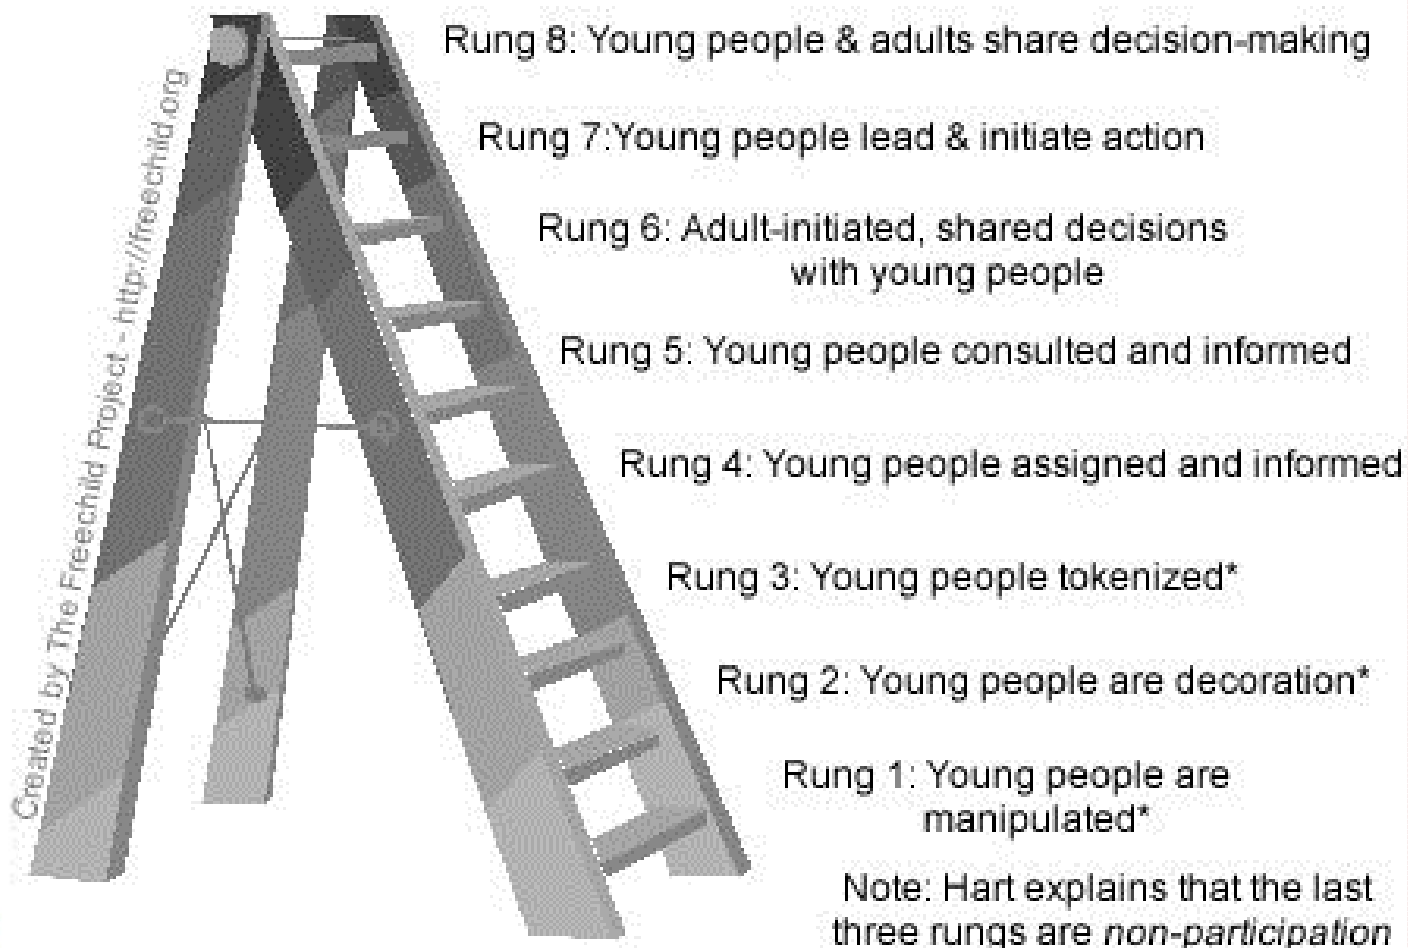 Rung 8: Young people & adults share decision-making
Rung 7:Young people lead & initiate action
Rung 6: Adult-initiated, shared decisions
with young people
Rung 5: Young people consulted and informed
Rung 4: Young people assigned and informed
Rung 3: Young people tokenized*
Rung 2: Young people are decoration*
Rung 1: Young people are
manipulated*
Note: Hart explains that the last
three rungs are non-participation
Created by The Freechild Project - http://freechild.org